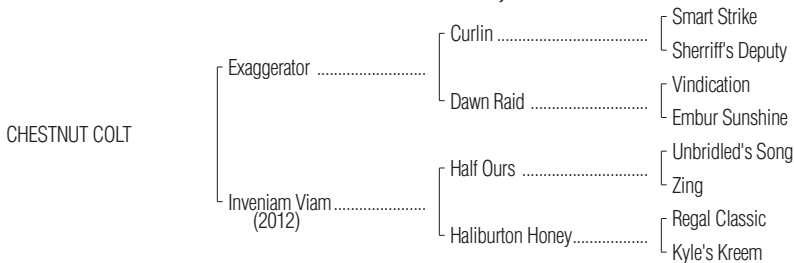 Smart Strike
Curlin ..........................................
Sherriff's Deputy
Exaggerator ..............................
Vindication
Dawn Raid ................................
Embur Sunshine
CHESTNUT COLT
Unbridled's Song
Half Ours ..................................
Zing
Inveniam Viam.........................
(2012)
Regal Classic
Haliburton Honey....................
Kyle's Kreem